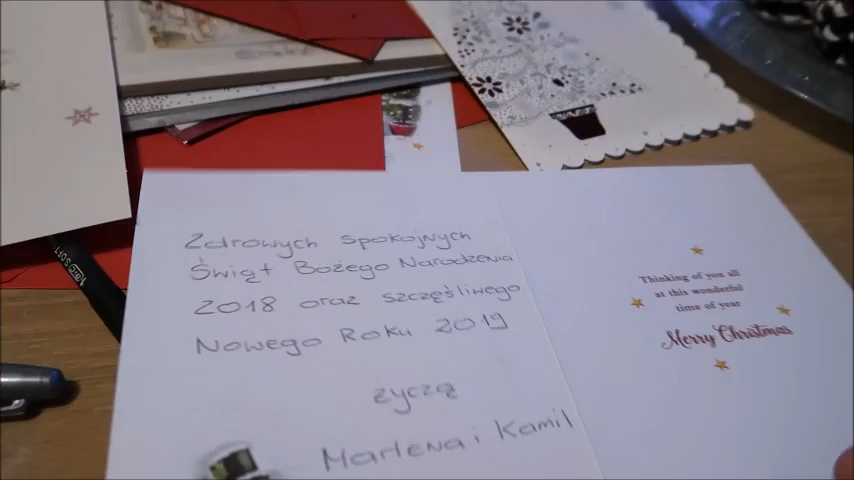 Zdrowych spokojnych
Świąt Bożego Narodzenia
2018 oraz szczęśliwego
Nowego Roku 2019
życzą
Marlena i Kamil
Thinking of you all
at this wonderful
time of year
Merry Christmas
SOFT